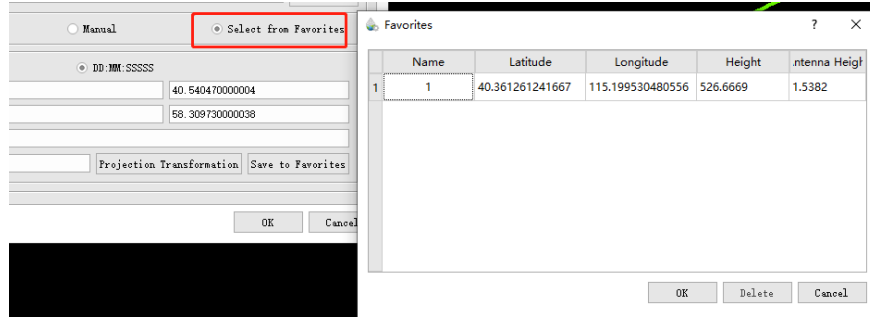 Manual
Select from Favorites
DD:MM:SSSSS
40.540470000004
58.309730000038
Projection Transformation
Save to Favorites
OK
Cancel
Favorites
?
Name Latitude Longitude Height ntenna Heigh
1 1 40.361261241667 115.199530480556 526.6669 1.5382
OK Delete Cancel